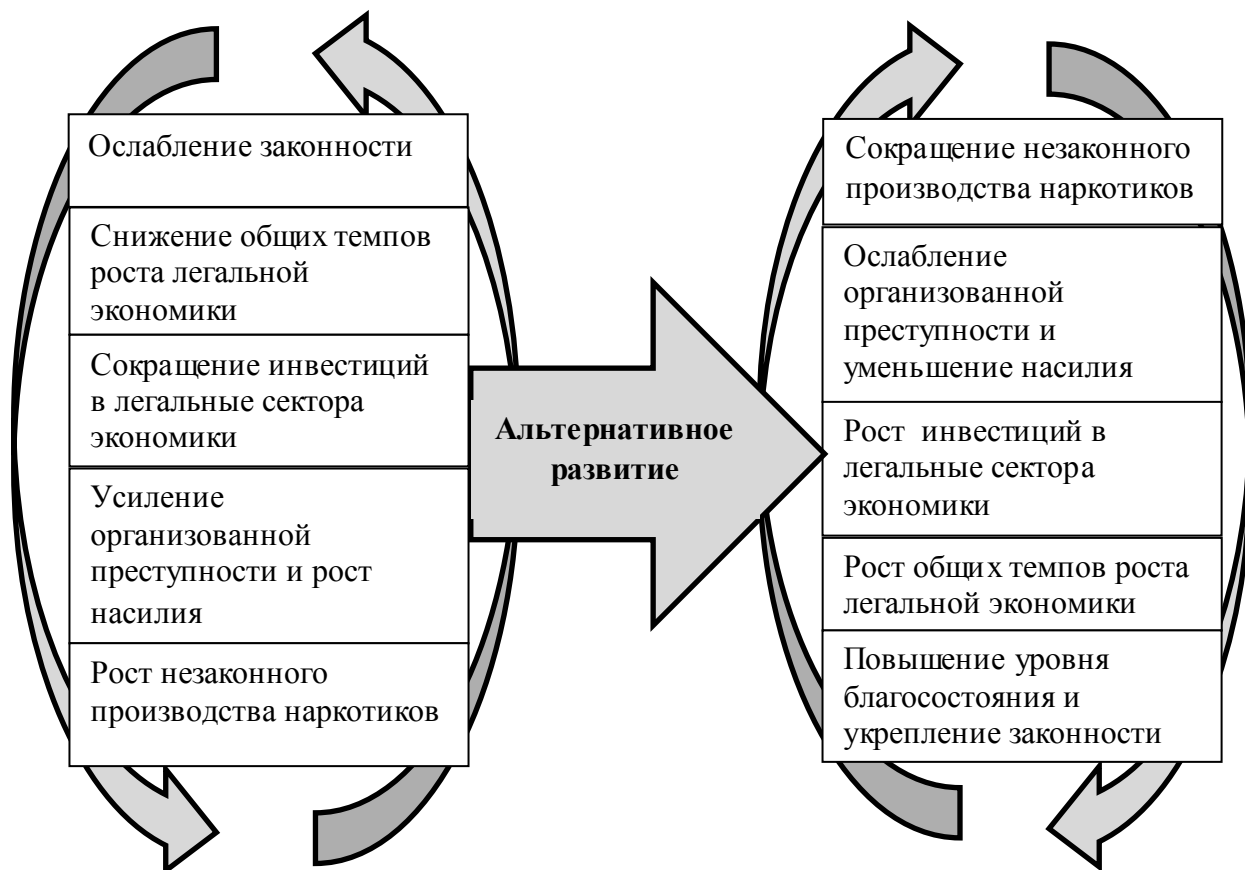 Ослабление законности
Снижение общих темпов
роста легальной
экономики
Сокращение инвестиций
в легальные сектора
экономики
Усиление
организованной
преступности и рост
насилия
Рост незаконного
производства наркотиков
Альтернативное
развитие
Сокращение незаконного
производства наркотиков
Ослабление
организованной
преступности и
уменьшение насилия
Рост инвестиций в
легальные сектора
экономики
Рост общих темпов роста
легальной экономики
Повышение уровня
благосостояния и
укрепление законности